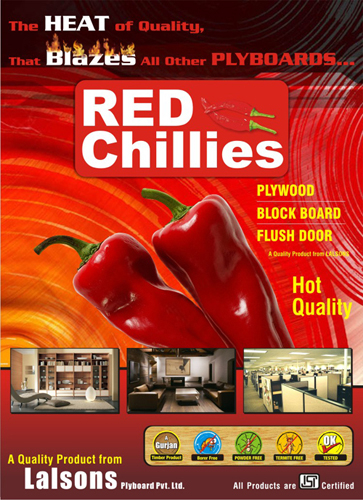 The HEAT of Quality,
That Blazes All Other PLYBOARDS...
RED
Chillies
PLYWOOD
BLOCK BOARD
FLUSH DOOR
A Quality Product from LALSONS
Hot
Quality
A Quality Product from
Lalsons Plyboard Pvt. Ltd.
Gurjan
Timber Product
Borer Free
POWDER FREE
TERMITE FREE
OK
TESTED
All Products are ISI Certified